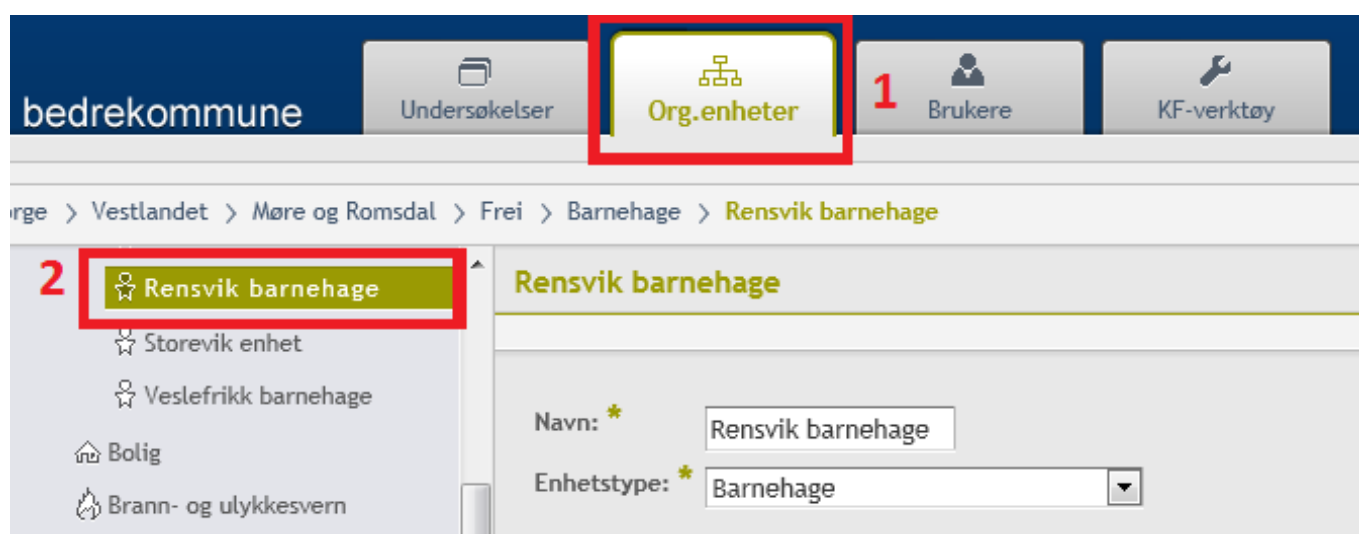 bedrekommune
Undersøkelser
Org.enheter
1
Brukere
KF-verktøy
rge > Vestlandet > Møre og Romsdal > Frei > Barnehage > Rensvik barnehage
2
Rensvik barnehage
Storevik enhet
Veslefrikk barnehage
Bolig
Brann- og ulykkesvern
Rensvik barnehage
Navn: * Rensvik barnehage
Enhetstype: * Barnehage